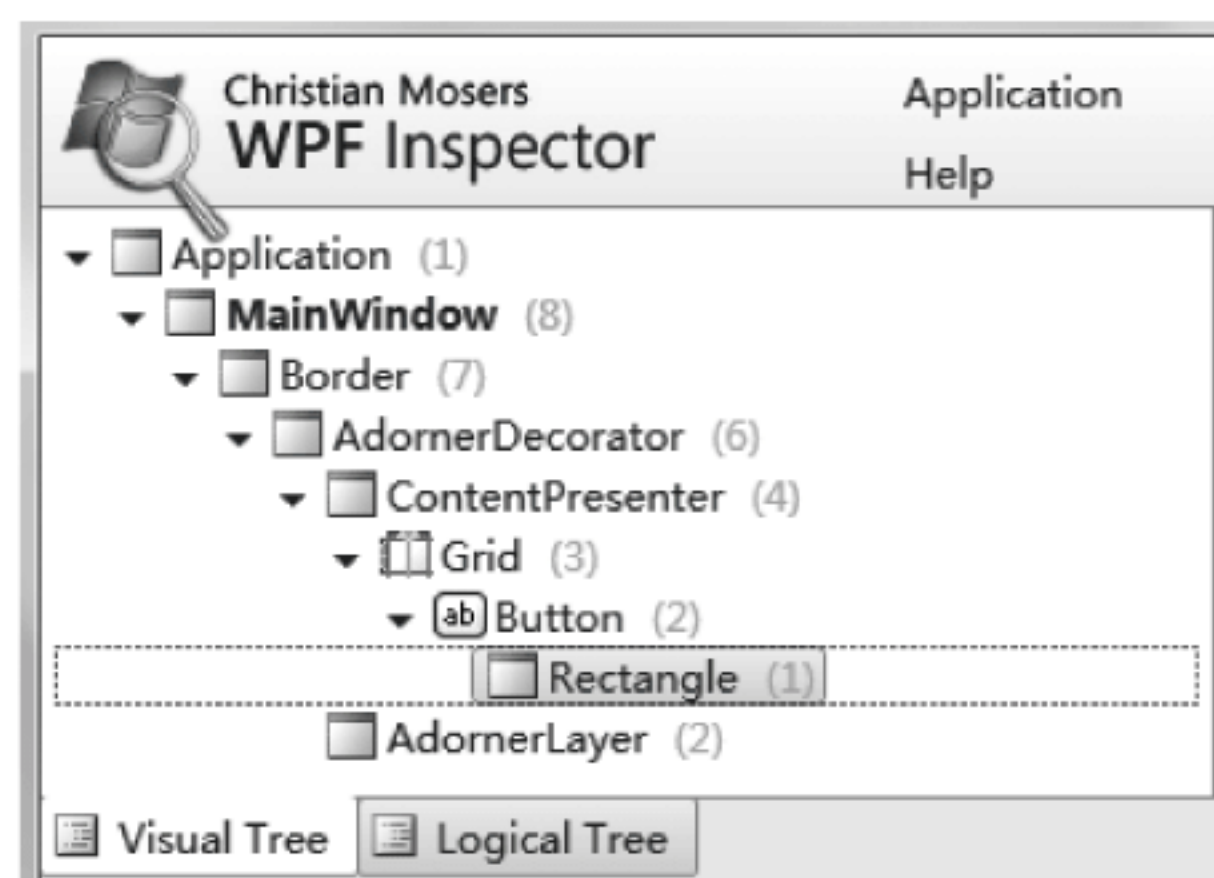 Christian Mosers
WPF Inspector
Application
Help
Application (1)
MainWindow (8)
Border (7)
AdornerDecorator (6)
ContentPresenter (4)
Grid (3)
ab Button (2)
Rectangle (1)
AdornerLayer (2)
Visual Tree Logical Tree